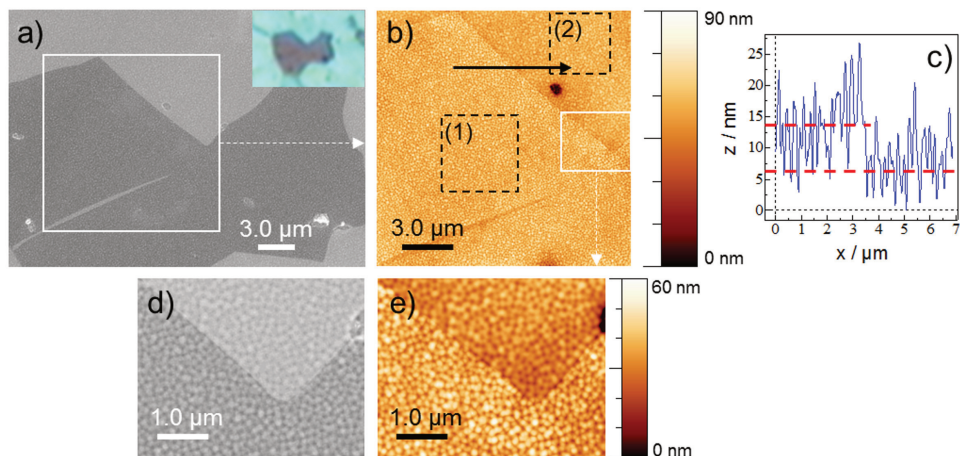 a)
3.0 µm
b)
(1)
(2)
3.0 µm
90 nm
0 nm
c)
z / nm
25
20
15
10
5
0
0 1 2 3 4 5 6 7
x / µm
d)
1.0 µm
e)
1.0 µm
60 nm
0 nm